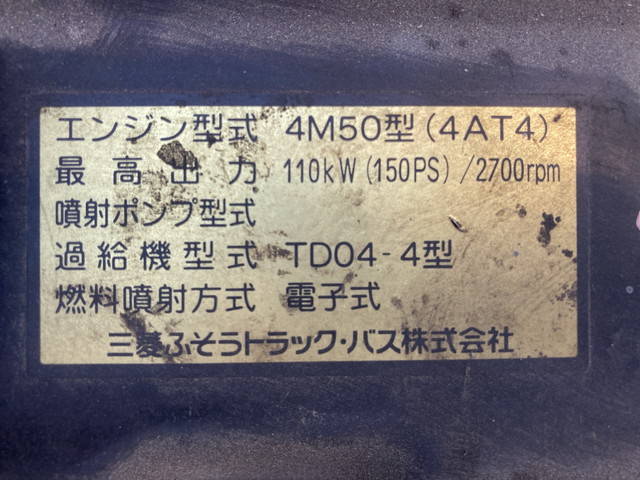 エンジン型式 4M50型(4AT4)
最高出力 110kW(150PS)/2700rpm
噴射ポンプ型式
過給機型式 TD04-4型
燃料噴射方式 電子式
三菱ふそうトラック・バス株式会社